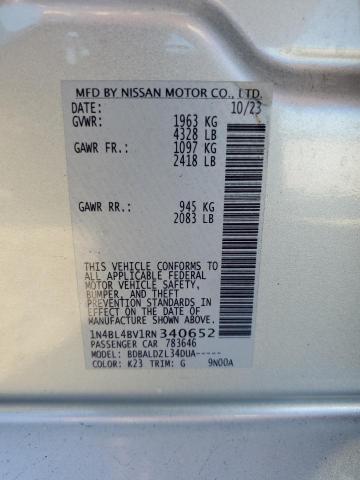 MFD BY NISSAN MOTOR CO., LTD.
DATE: 10/23
GVWR: 1963 KG
4328 LB
GAWR FR.: 1097 KG
2418 LB
GAWR RR.: 945 KG
2083 LB
THIS VEHICLE CONFORMS TO
ALL APPLICABLE FEDERAL
MOTOR VEHICLE SAFETY,
BUMPER, AND THEFT
PREVENTION STANDARDS IN
EFFECT ON THE DATE OF
MANUFACTURE SHOWN ABOVE.
1N4BL4BV1RN340652
PASSENGER CAR 783646
MODEL: BDBALDZL34DUA-----
COLOR: K23 TRIM: G 9N00A